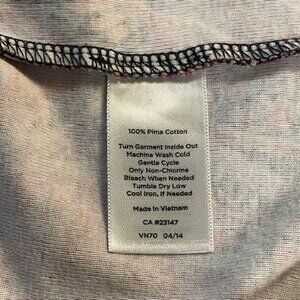 100% Pima Cotton
Turn Garment Inside Out
Machine Wash Cold
Gentle Cycle
Only Non-Chlorine
Bleach When Needed
Tumble Dry Low
Cool Iron, If Needed
Made in Vietnam
CA #23147
VN70 04/14